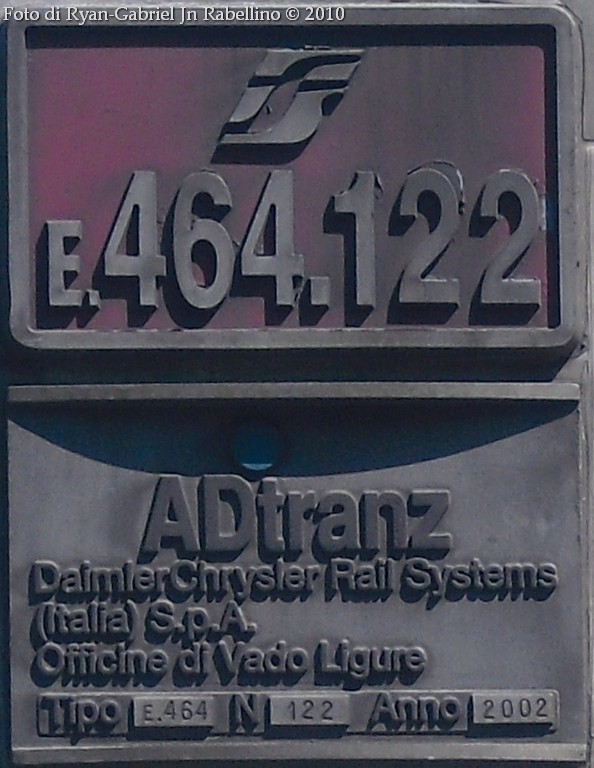 Foto di Ryan-Gabriel Jn Rabellino © 2010
FS
E.464.122
ADtranz
DaimlerChrysler Rail Systems
(Italia) S.p.A.
Officine di Vado Ligure
Tipo E.464 N 122 Anno 2002